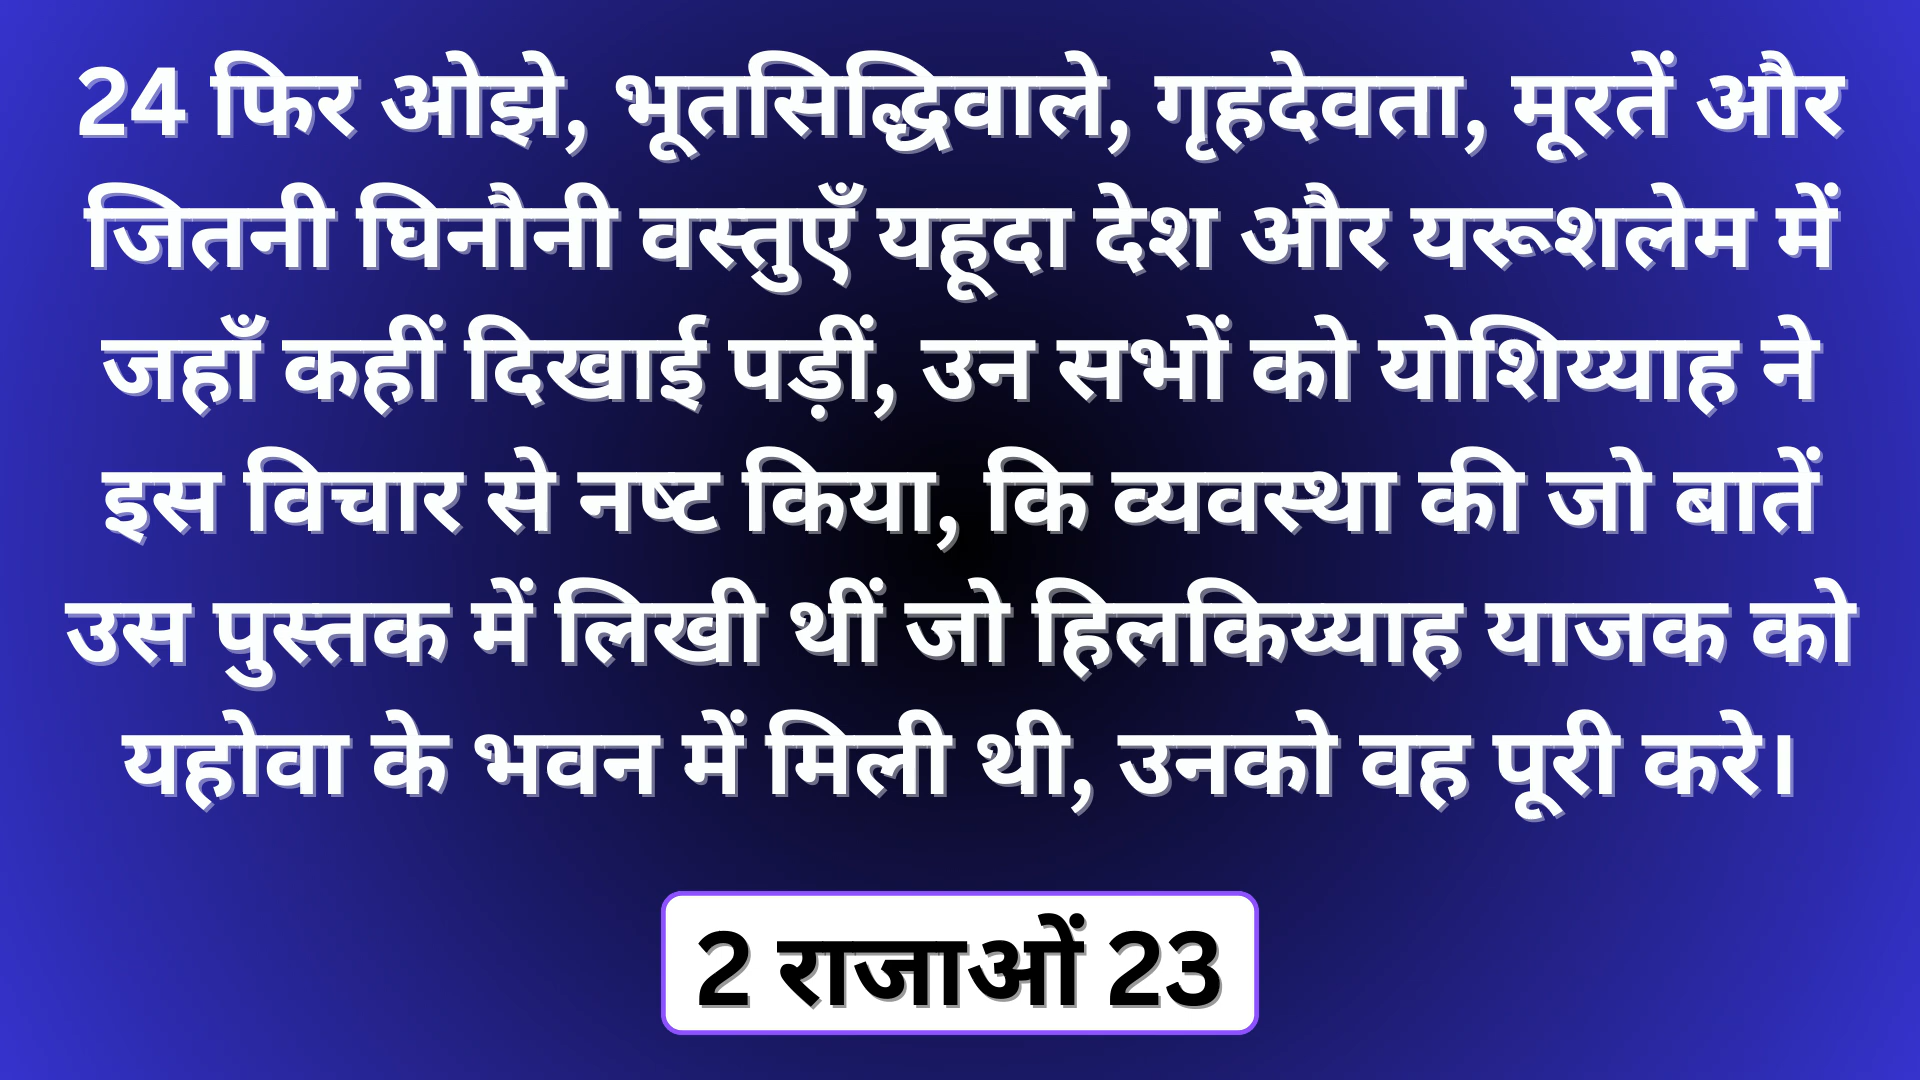 24 फिर ओझे, भूतसिद्धिवाले, गृहदेवता, मूरतें और
जितनी घिनौनी वस्तुएँ यहूदा देश और यरूशलेम में
जहाँ कहीं दिखाई पड़ीं, उन सभों को योशिय्याह ने
इस विचार से नष्ट किया, कि व्यवस्था की जो बातें
उस पुस्तक में लिखी थीं जो हिलकिय्याह याजक को
यहोवा के भवन में मिली थी, उनको वह पूरी करे।
2 राजाओं 23